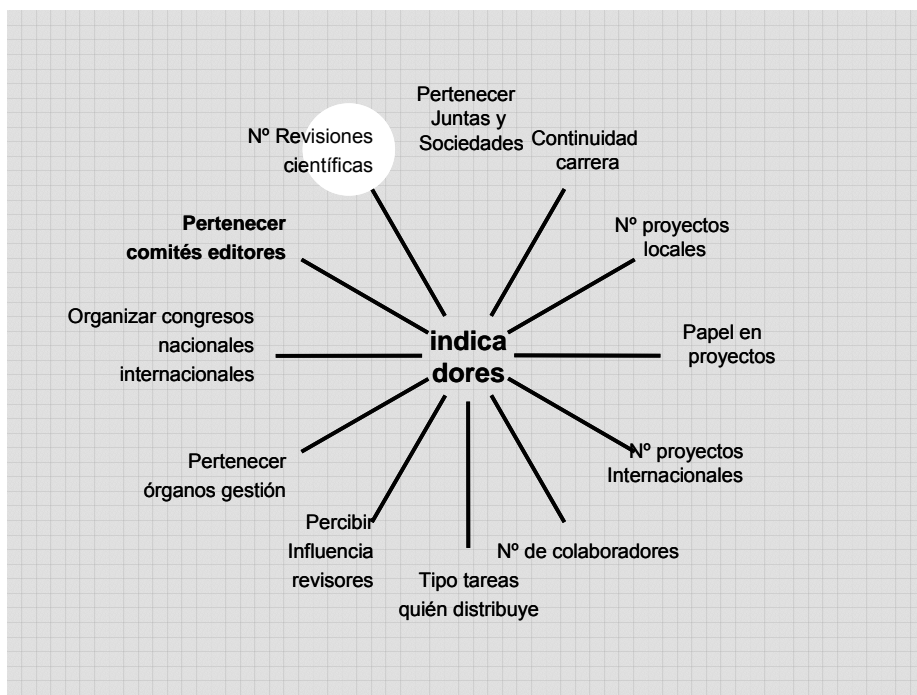 Pertenecer
Juntas y
Sociedades
Continuidad
carrera
Nº proyectos
locales
Papel en
proyectos
Nº proyectos
Internacionales
Nº de colaboradores
Tipo tareas
quién distribuye
Percibir
Influencia
revisores
Pertenecer
órganos gestión
Organizar congresos
nacionales
internacionales
Pertenecer
comités editores
Nº Revisiones
científicas
indica
dores